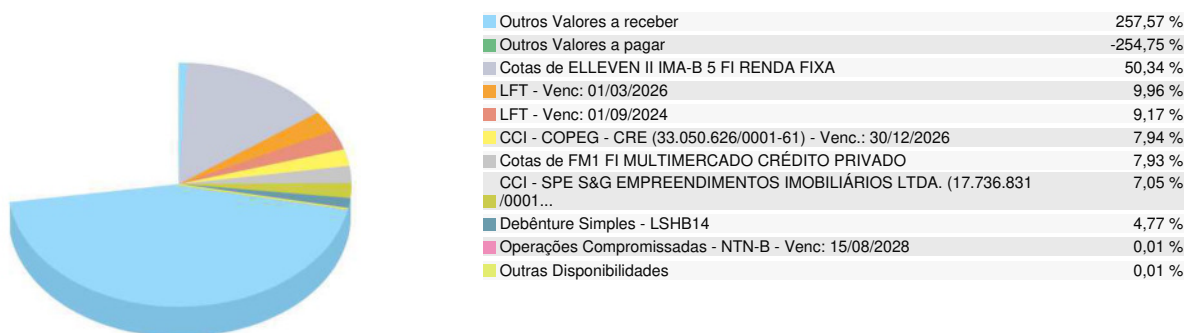 Outros Valores a receber 257,57 %
Outros Valores a pagar -254,75 %
Cotas de ELLEVEN II IMA-B 5 FI RENDA FIXA 50,34 %
LFT - Venc: 01/03/2026 9,96 %
LFT - Venc: 01/09/2024 9,17 %
CCI - COPEG - CRE (33.050.626/0001-61) - Venc.: 30/12/2026 7,94 %
Cotas de FM1 FI MULTIMERCADO CRÉDITO PRIVADO 7,93 %
CCI - SPE S&G EMPREENDIMENTOS IMOBILIÁRIOS LTDA. (17.736.831 7,05 %
/0001...
Debênture Simples - LSHB14 4,77 %
Operações Compromissadas - NTN-B - Venc: 15/08/2028 0,01 %
Outras Disponibilidades 0,01 %